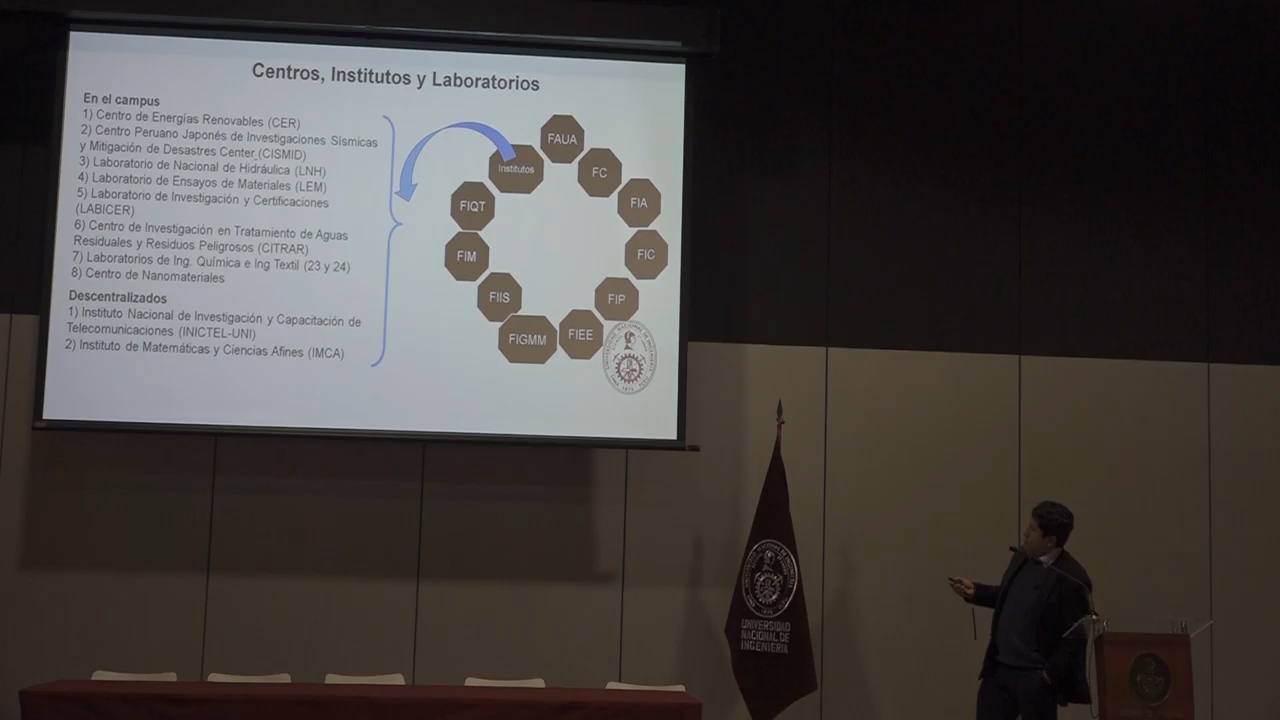 Centros, Institutos y Laboratorios
En el campus
1) Centro de Energías Renovables (CER)
2) Centro Peruano Japonés de Investigaciones Sísmicas
y Mitigación de Desastres Center (CISMID)
3) Laboratorio de Nacional de Hidráulica (LNH)
4) Laboratorio de Ensayos de Materiales (LEM)
5) Laboratorio de Investigación y Certificaciones
(LABICER)
6) Centro de Investigación en Tratamiento de Aguas
Residuales y Residuos Peligrosos (CITRAR)
7) Laboratorios de Ing. Química e Ing Textil (23 y 24)
8) Centro de Nanomateriales
Descentralizados
1) Instituto Nacional de Investigación y Capacitación de
Telecomunicaciones (INICTEL-UNI)
2) Instituto de Matemáticas y Ciencias Afines (IMCA)
FAUA
Institutos
FC
FIA
FIQT
FIC
FIM
FIP
FIIS
FIEE
FIGMM
UNIVERSIDAD
NACIONAL DE
INGENIERIA